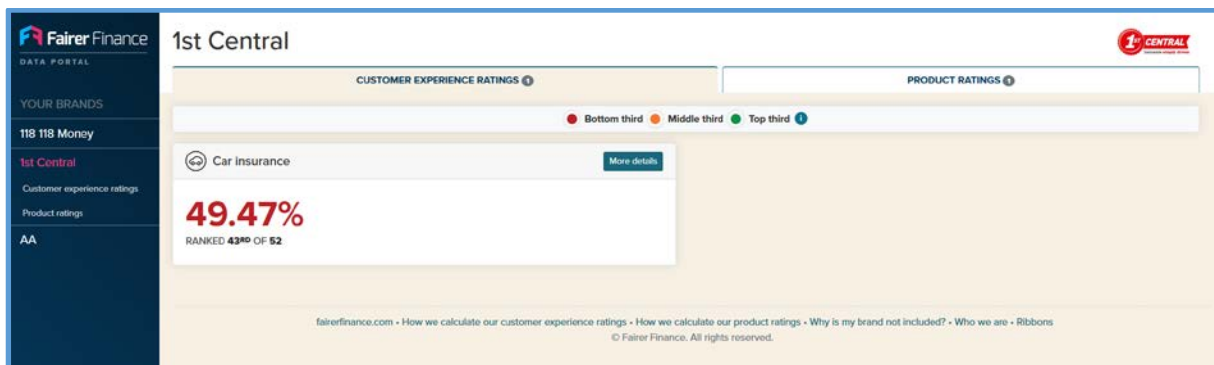 Fairer Finance
DATA PORTAL
YOUR BRANDS
118 118 Money
1st Central
Customer experience ratings
Product ratings
AA
1st Central
1ST CENTRAL
CUSTOMER EXPERIENCE RATINGS 1
PRODUCT RATINGS 1
Bottom third Middle third Top third i
Car insurance
More details
49.47%
RANKED 43RD OF 52
fairerfinance.com - How we calculate our customer experience ratings - How we calculate our product ratings - Why is my brand not included? - Who we are - Ribbons
© Fairer Finance. All rights reserved.